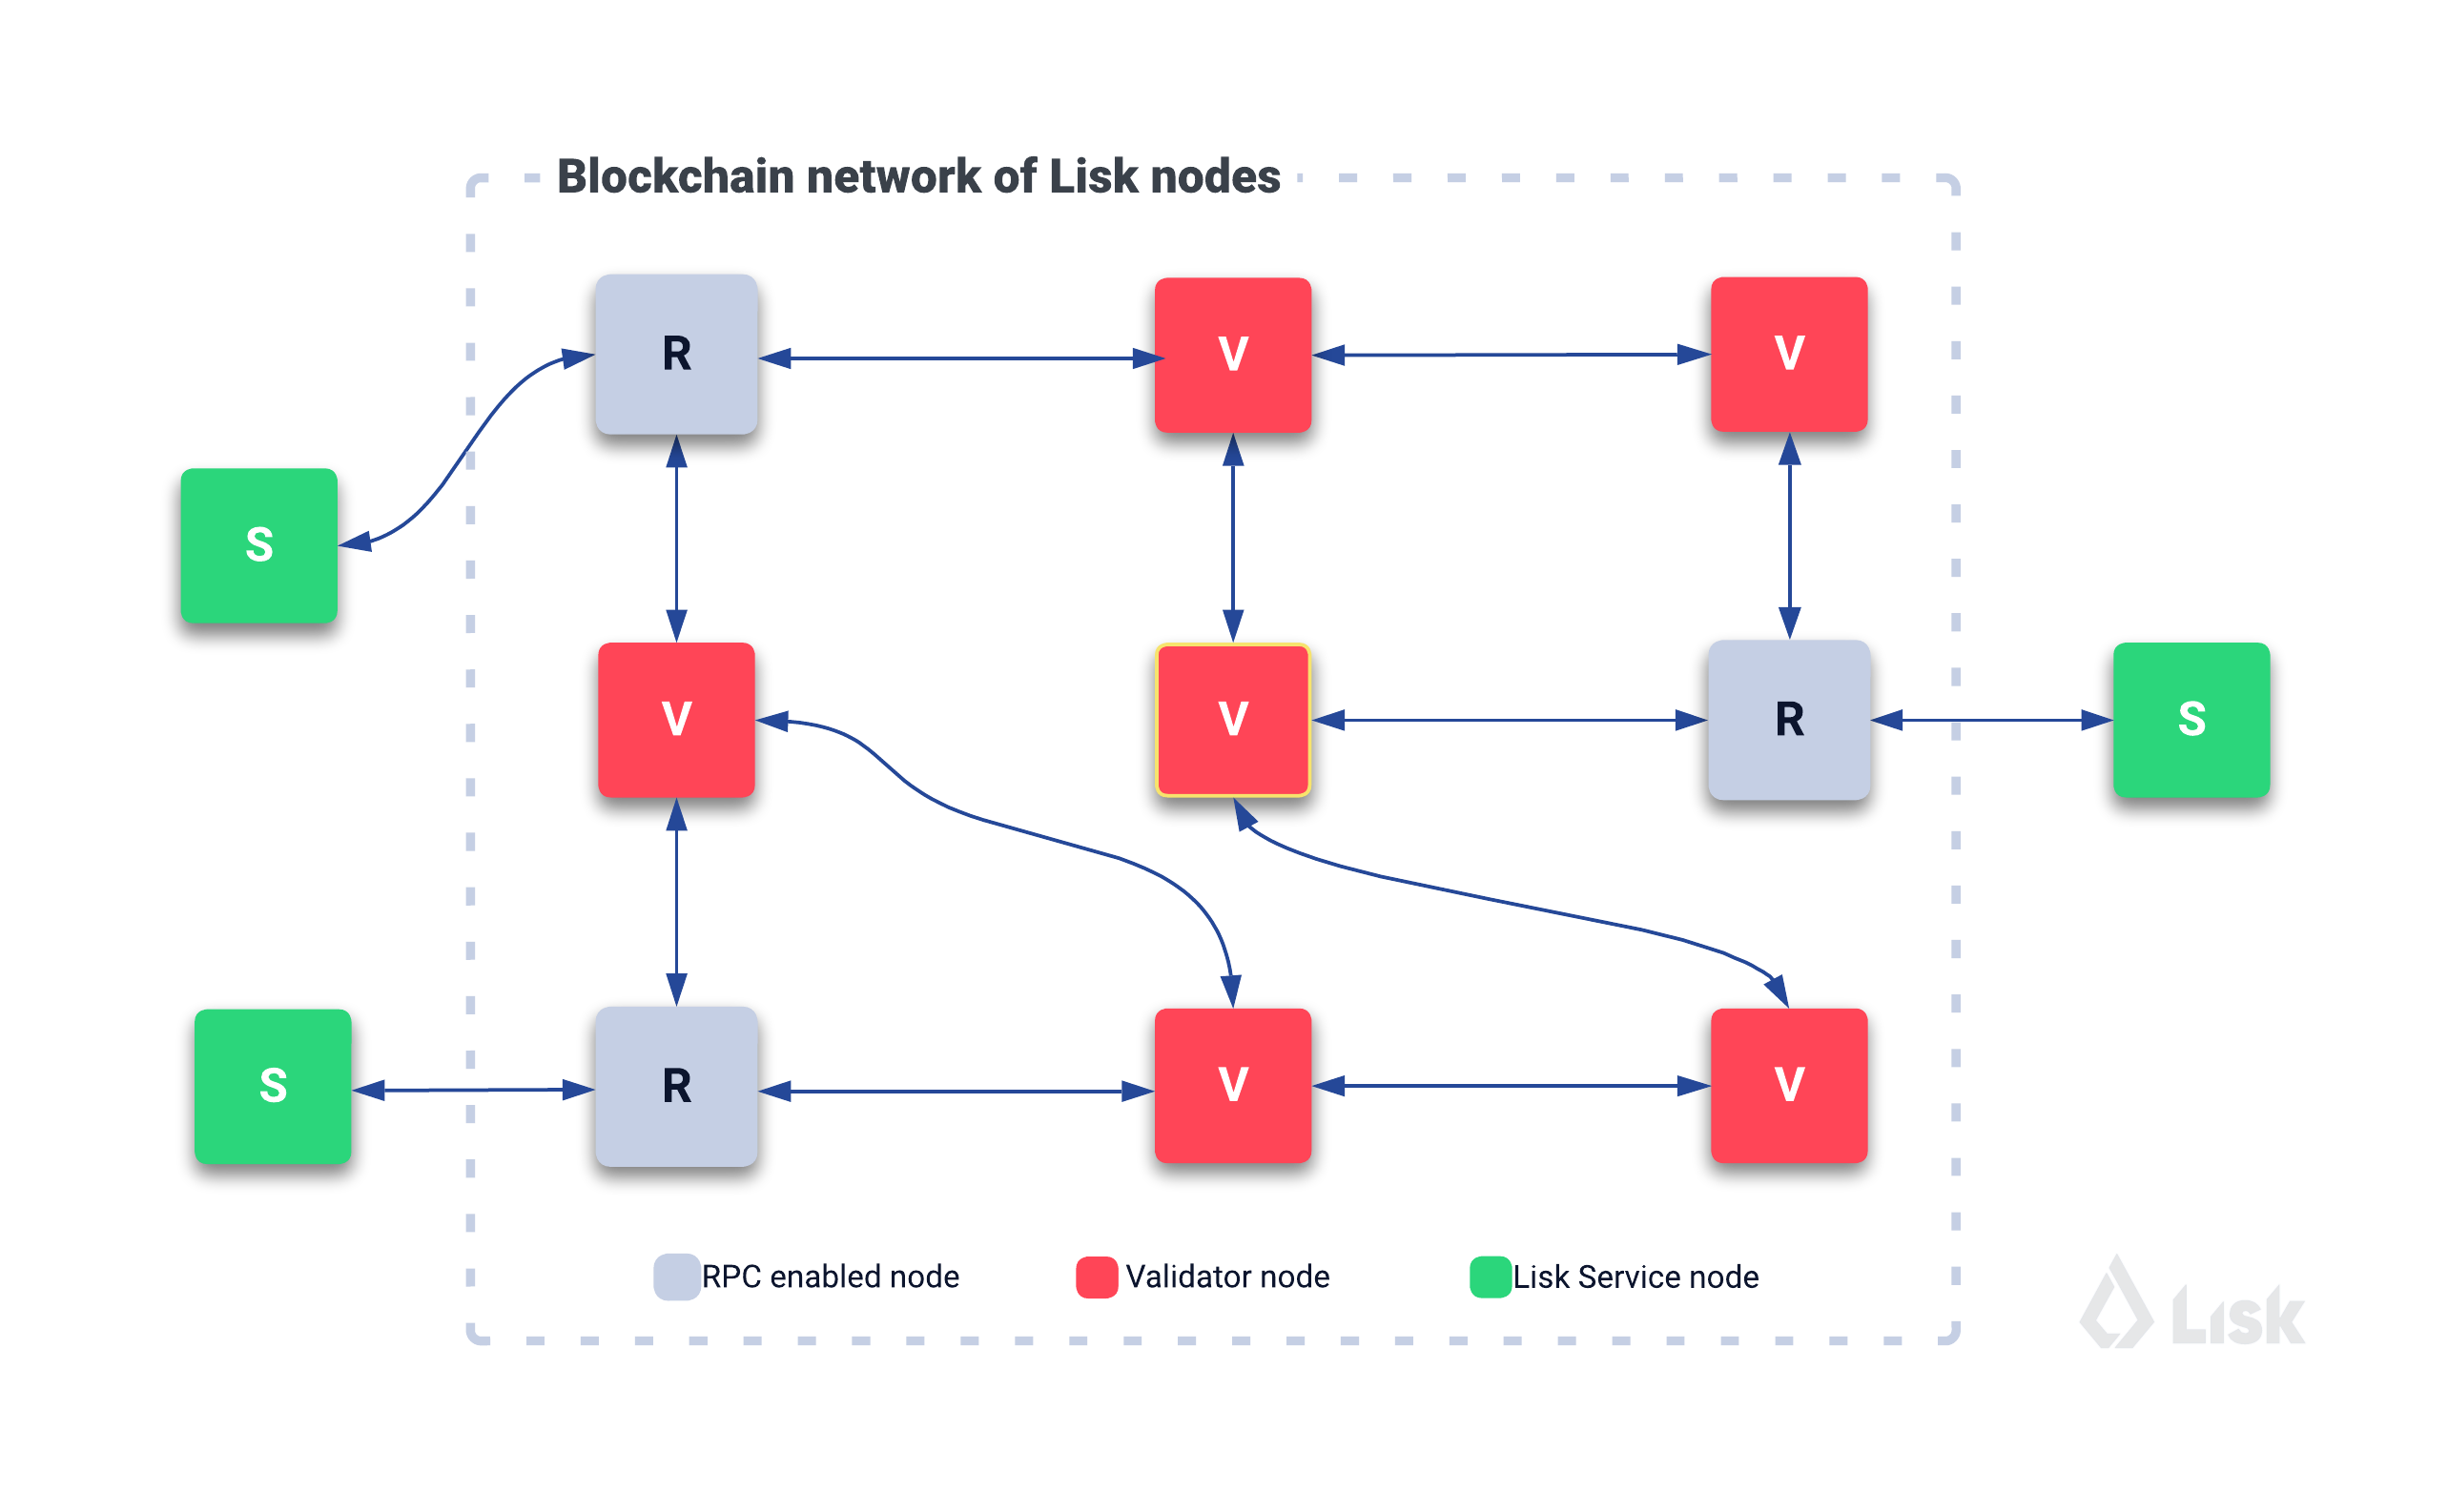 Blockchain network of Lisk nodes
R
V
V
S
V
V
R
S
S
R
V
V
RPC enabled node
Validator node
Lisk Service node
Lisk